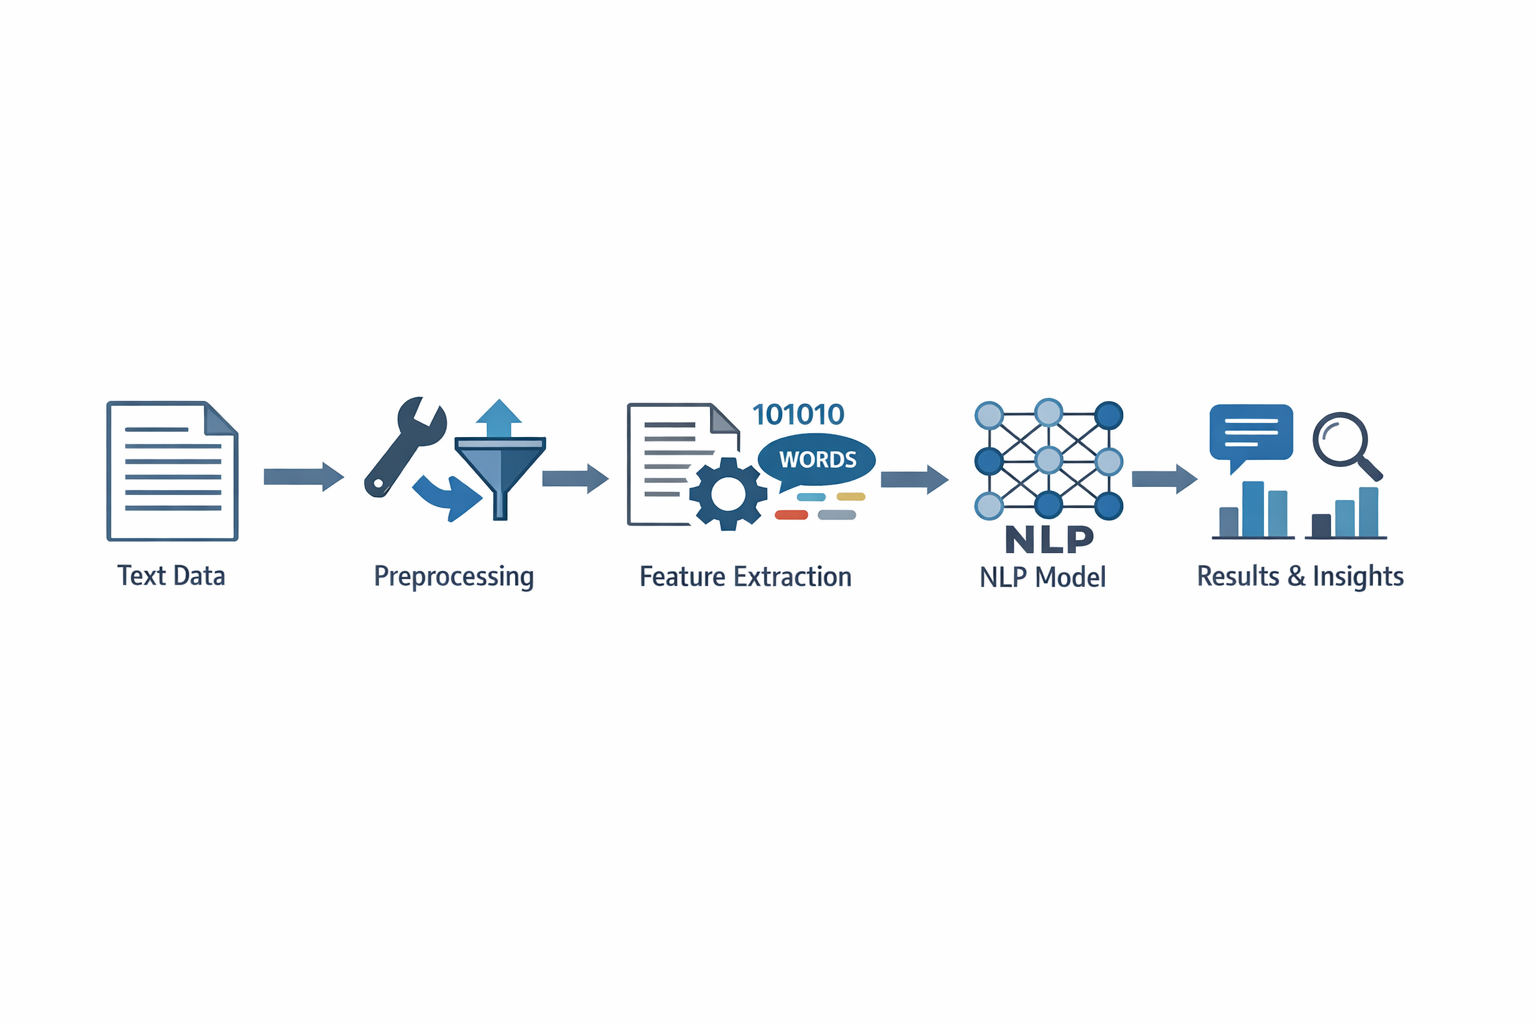 101010
WORDS
NLP
Text Data
Preprocessing
Feature Extraction
NLP Model
Results & Insights